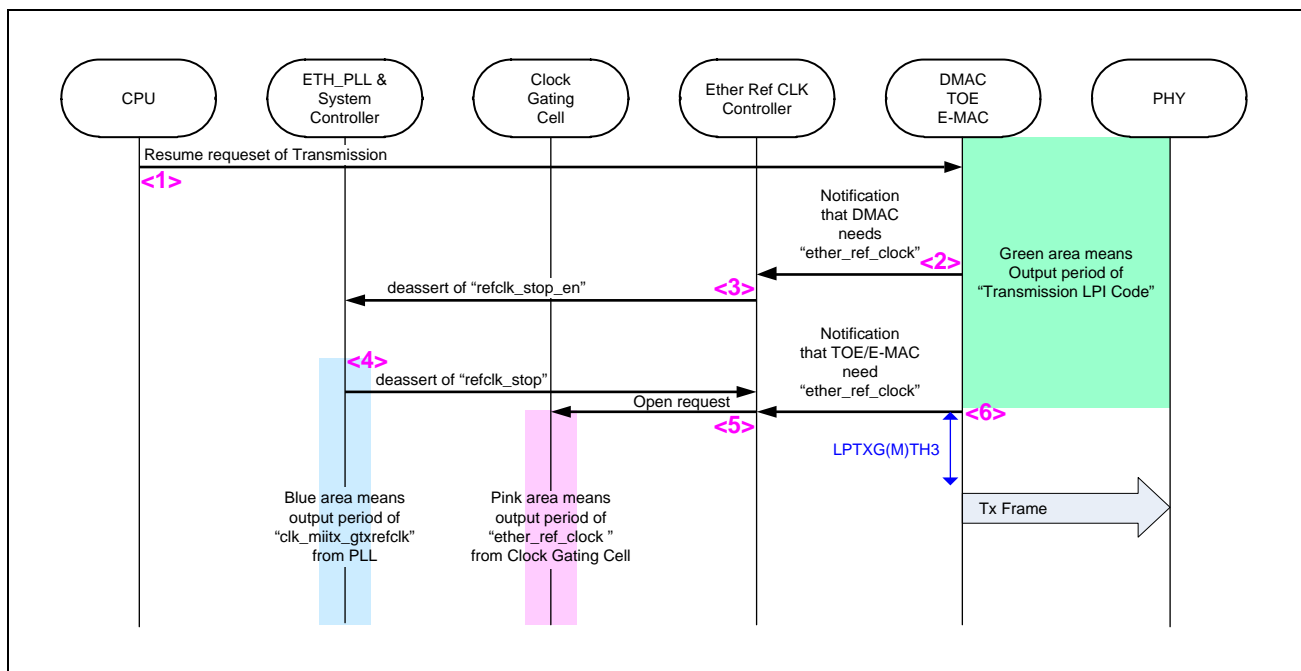 CPU
ETH_PLL &
System
Controller
Clock
Gating
Cell
Ether Ref CLK
Controller
DMAC
TOE
E-MAC
PHY
Resume requeset of Transmission
<1>
Notification
that DMAC
needs
“ether_ref_clock”
<2>
Green area means
Output period of
“Transmission LPI Code”
deassert of “refclk_stop_en”
<3>
Notification
that TOE/E-MAC
need
“ether_ref_clock”
<4>
deassert of “refclk_stop”
Open request
<5>
<6>
LPTXG(M)TH3
Blue area means
output period of
“clk_miitx_gtxrefclk”
from PLL
Pink area means
output period of
“ether_ref_clock ”
from Clock Gating Cell
Tx Frame